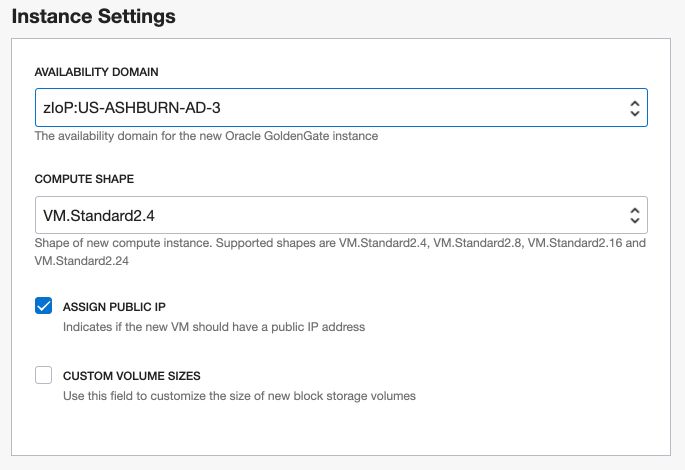 Instance Settings
AVAILABILITY DOMAIN
zIoP:US-ASHBURN-AD-3
The availability domain for the new Oracle GoldenGate instance
COMPUTE SHAPE
VM.Standard2.4
Shape of new compute instance. Supported shapes are VM.Standard2.4, VM.Standard2.8, VM.Standard2.16 and
VM.Standard2.24
ASSIGN PUBLIC IP
Indicates if the new VM should have a public IP address
CUSTOM VOLUME SIZES
Use this field to customize the size of new block storage volumes